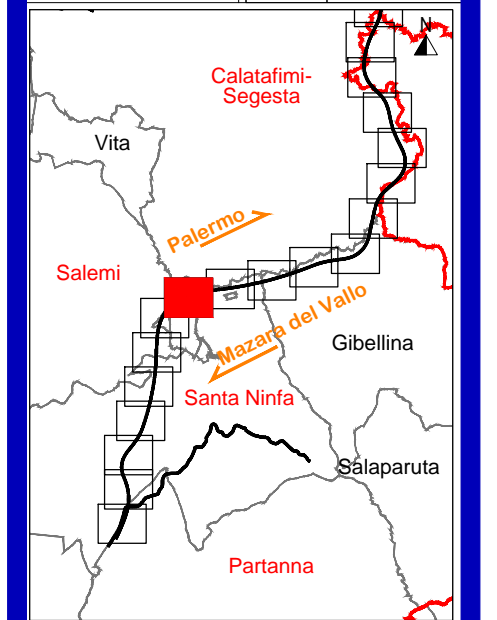 N
Calatafimi-
Segesta
Vita
Palermo
Salemi
Mazara del Vallo
Gibellina
Santa Ninfa
Salaparuta
Partanna